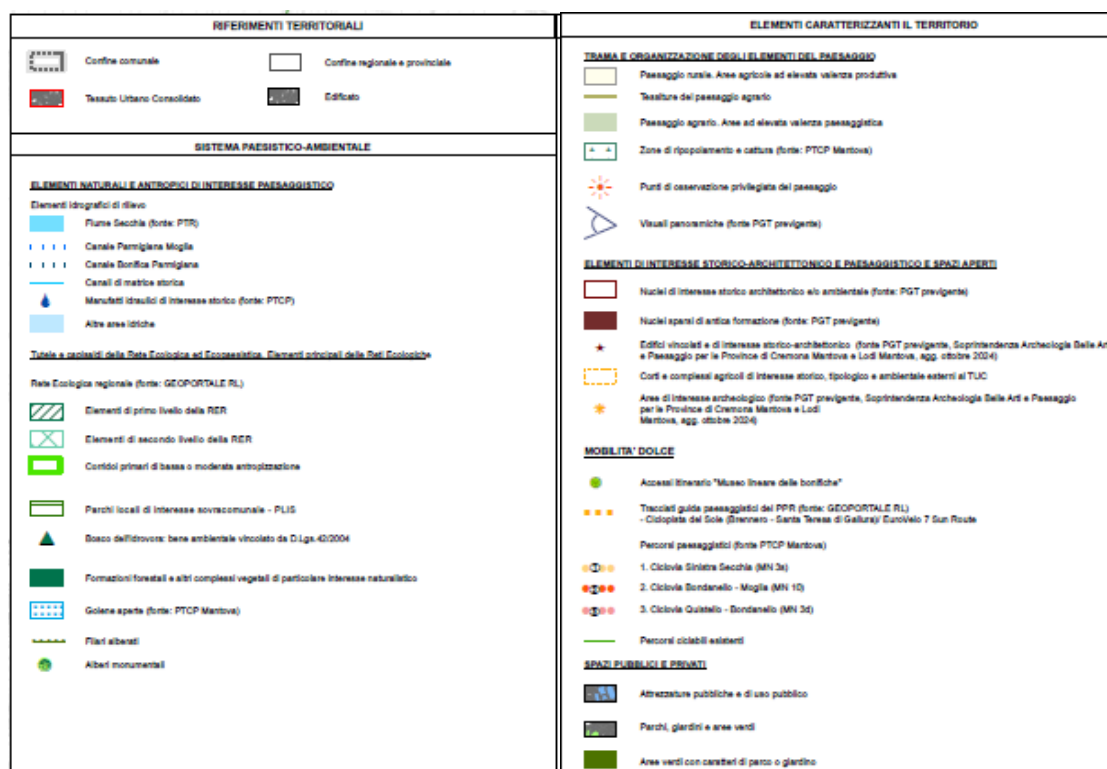 RIFERIMENTI TERRITORIALI
Confine comunale
Confine regionale e provinciale
Tessuto Urbano Consolidato
Edificato
SISTEMA PAESISTICO-AMBIENTALE
ELEMENTI NATURALI E ANTROPICI DI INTERESSE PAESAGGISTICO
Elementi idrografici di rilievo
Fiume Secchia (fonte: PTR)
Canale Parmigiana Moglia
Canale Bonifica Parmigiana
Canali di matrice storica
Manufatti idraulici di interesse storico (fonte: PTCP)
Altre aree idriche
Tutele e capisaldi della Rete Ecologica ed Ecopaesistica. Elementi principali delle Reti Ecologiche
Rete Ecologica regionale (fonte: GEOPORTALE RL)
Elementi di primo livello della RER
Elementi di secondo livello della RER
Corridoi primari di bassa o moderata antropizzazione
Parchi locali di interesse sovracomunale - PLIS
Bosco dell'idrovora: bene ambientale vincolato da D.Lgs.42/2004
Formazioni forestali e altri complessi vegetali di particolare interesse naturalistico
Golene aperte (fonte: PTCP Mantova)
Filari alberati
Alberi monumentali
ELEMENTI CARATTERIZZANTI IL TERRITORIO
TRAMA E ORGANIZZAZIONE DEGLI ELEMENTI DEL PAESAGGIO
Paesaggio rurale. Aree agricole ad elevata valenza produttiva
Tessiture del paesaggio agrario
Paesaggio agrario. Aree ad elevata valenza paesaggistica
Zone di ripopolamento e cattura (fonte: PTCP Mantova)
Punti di osservazione privilegiata del paesaggio
Visuali panoramiche (fonte PGT previgente)
ELEMENTI DI INTERESSE STORICO-ARCHITETTONICO E PAESAGGISTICO E SPAZI APERTI
Nuclei di interesse storico architettonico e/o ambientale (fonte: PGT previgente)
Nuclei sparsi di antica formazione (fonte: PGT previgente)
Edifici vincolati e di interesse storico-architettonico (fonte PGT previgente, Soprintendenza Archeologia Belle Art
e Paesaggio per le Province di Cremona Mantova e Lodi Mantova, agg. ottobre 2024)
Corti e complessi agricoli di interesse storico, tipologico e ambientale esterni al TUC
Aree di interesse archeologico (fonte PGT previgente, Soprintendenza Archeologia Belle Arti e Paesaggio
per le Province di Cremona Mantova e Lodi
Mantova, agg. ottobre 2024)
MOBILITA' DOLCE
Accessi Itinerario "Museo lineare delle bonifiche"
Tracciati guida paesaggistici del PPR (fonte: GEOPORTALE RL)
- Ciclopista del Sole (Brennero - Santa Teresa di Gallura)/ EuroVelo 7 Sun Route
Percorsi paesaggistici (fonte PTCP Mantova)
1. Ciclovia Sinistra Secchia (MN 3a)
2. Ciclovia Bondanello - Moglia (MN 10)
3. Ciclovia Quistello - Bondanello (MN 3d)
Percorsi ciclabili esistenti
SPAZI PUBBLICI E PRIVATI
Attrezzature pubbliche e di uso pubblico
Parchi, giardini e aree verdi
Aree verdi con caratteri di parco o giardino